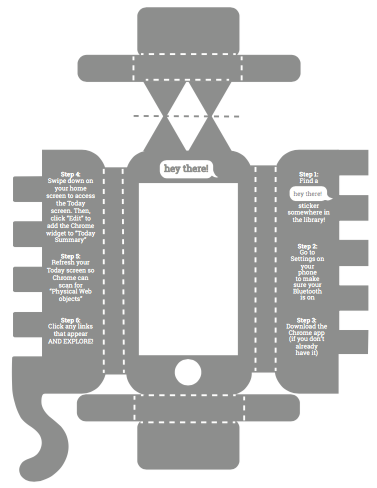 hey there!
Step 1:
Find a
hey there!
sticker
somewhere in
the library!
Step 2:
Go to
Settings on
your
phone
to make
sure your
Bluetooth
is on
Step 3:
Download the
Chrome app
(if you don't
already
have it)
Step 4:
Swipe down on
your home
screen to access
the Today
screen. Then,
click "Edit" to
add the Chrome
widget to "Today
Summary"
Step 5:
Refresh your
Today screen so
Chrome can
scan for
"Physical Web
objects"
Step 6:
Click any links
that appear
AND EXPLORE!